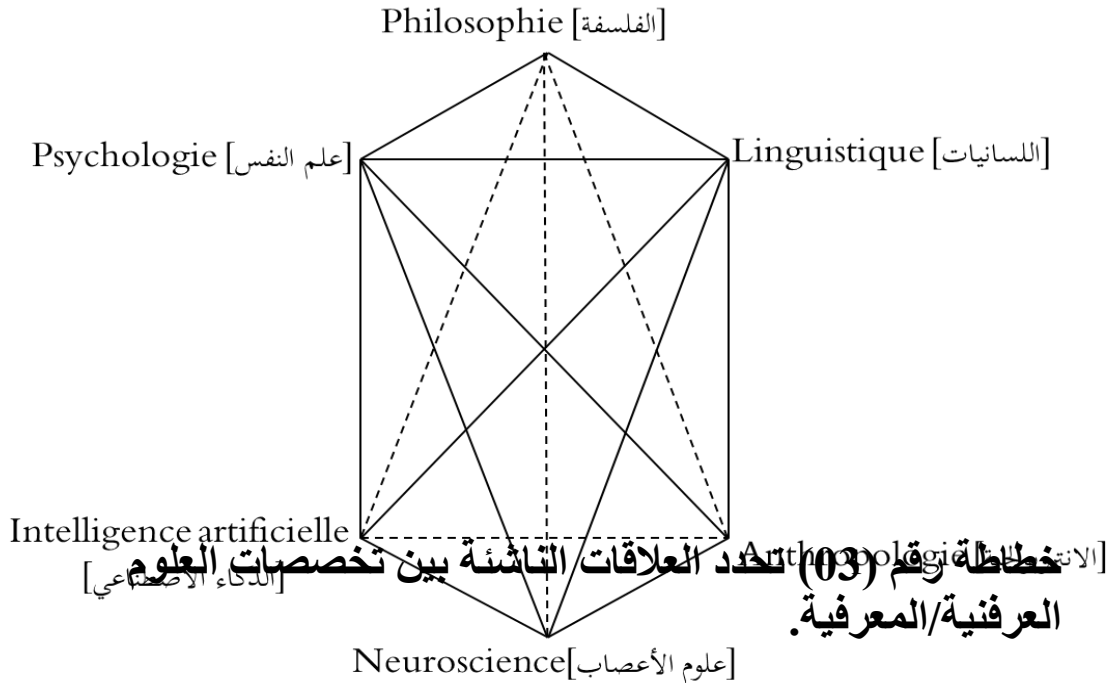 Philosophie [الفلسفة]
Psychologie [علم النفس]
Linguistique [اللسانيات]
Intelligence artificielle
[الذكاء الاصطناعي]
Anthropologie
خطاطة رقم (03) تحدد العلاقات الناشئة بين تخصصات العلوم
العرفنية/المعرفية.
Neuroscience[علوم الأعصاب]